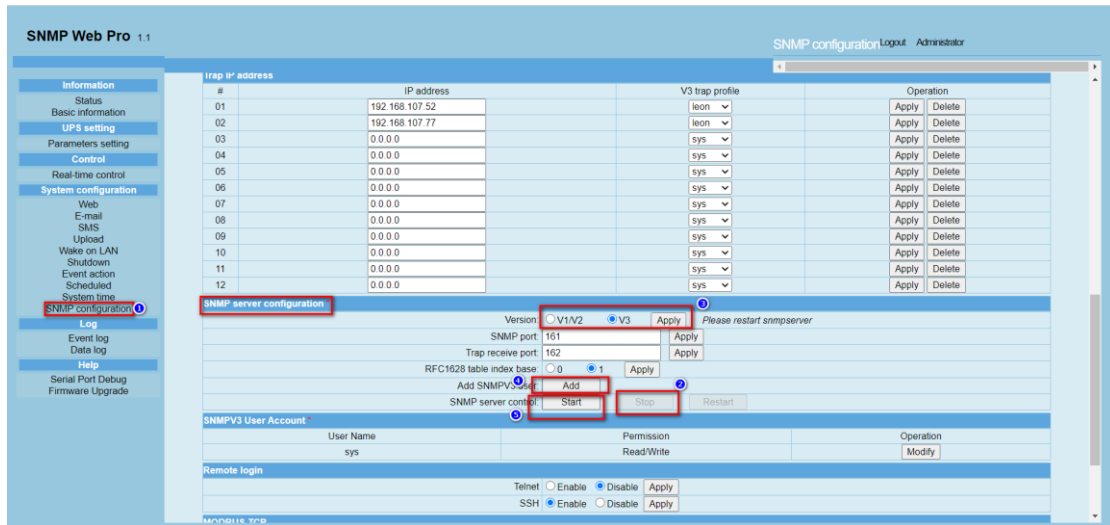 SNMP Web Pro 1.1
SNMP configuration Logout Administrator
Information
Status
Basic information
UPS setting
Parameters setting
Control
Real-time control
System configuration
Web
E-mail
SMS
Upload
Wake on LAN
Shutdown
Event action
Scheduled
System time
SNMP configuration 1
Log
Event log
Data log
Help
Serial Port Debug
Firmware Upgrade
Trap IP address
# IP address V3 trap profile Operation
01 192.168.107.52 leon Apply Delete
02 192.168.107.77 leon Apply Delete
03 0.0.0.0 sys Apply Delete
04 0.0.0.0 sys Apply Delete
05 0.0.0.0 sys Apply Delete
06 0.0.0.0 sys Apply Delete
07 0.0.0.0 sys Apply Delete
08 0.0.0.0 sys Apply Delete
09 0.0.0.0 sys Apply Delete
10 0.0.0.0 sys Apply Delete
11 0.0.0.0 sys Apply Delete
12 0.0.0.0 sys Apply Delete
SNMP server configuration * 3
Version: V1/V2 V3 Apply Please restart snmpserver
SNMP port: 161 Apply
Trap receive port: 162 Apply
RFC1628 table index base: 0 1 Apply
Add SNMPV3 user: 4 Add 2
SNMP server control: Start Stop Restart
5
SNMPV3 User Account *
User Name Permission Operation
sys Read/Write Modify
Remote login
Telnet Enable Disable Apply
SSH Enable Disable Apply
MODBUS TCP